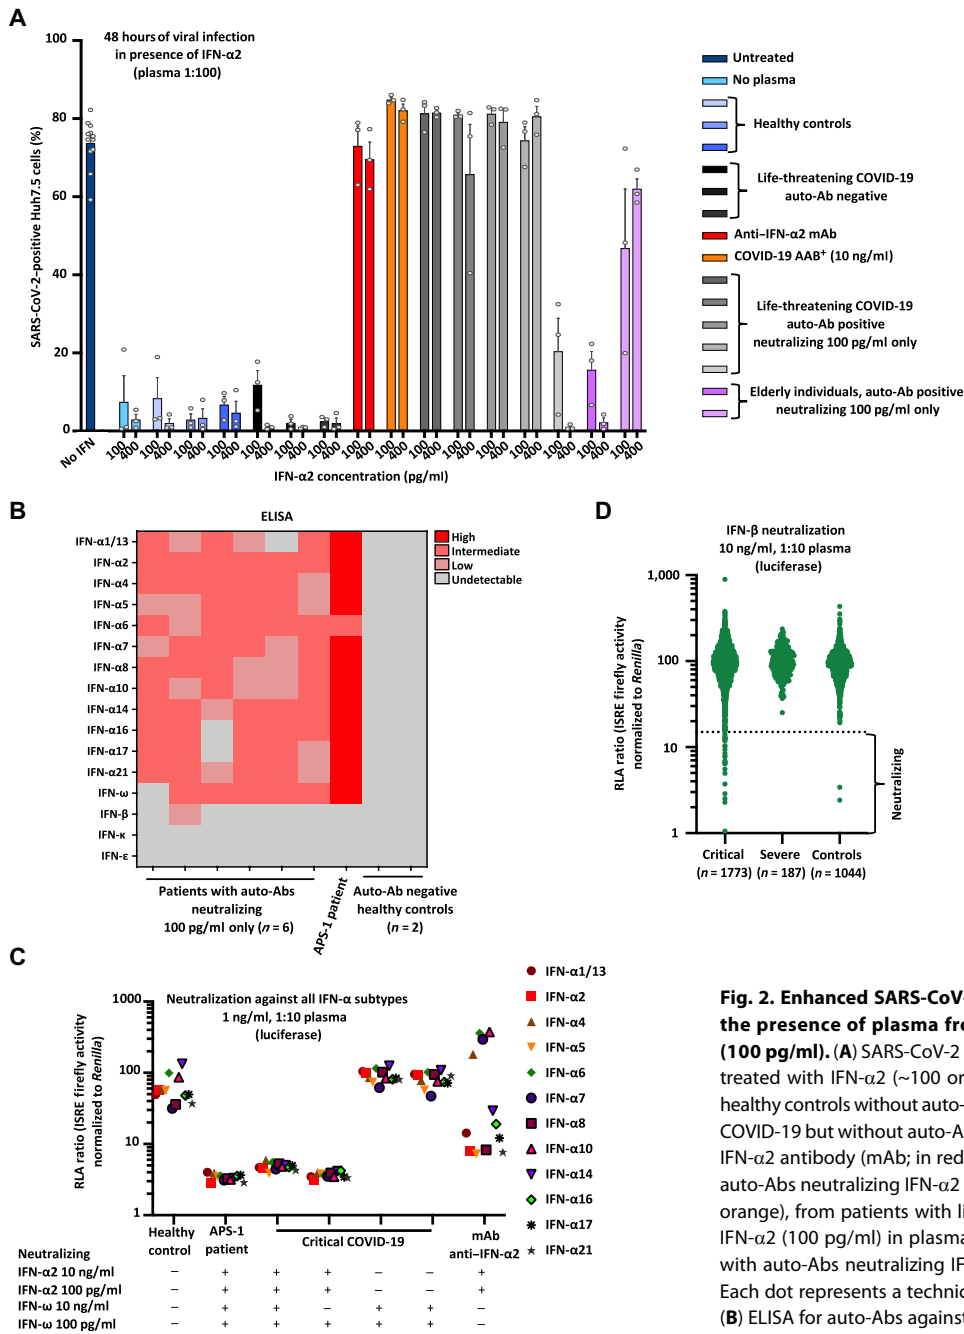 A
48 hours of viral infection
in presence of IFN-α2
(plasma 1:100)
SARS-CoV-2–positive Huh7.5 cells (%)
100
80
60
40
20
0
No IFN
100 400 100 400 100 400 100 400 100 400 100 400 100 400 100 400 100 400 100 400 100 400 100 400 100 400 100 400 100 400 100 400
IFN-α2 concentration (pg/ml)
Untreated
No plasma
Healthy controls
Life-threatening COVID-19
auto-Ab negative
Anti–IFN-α2 mAb
COVID-19 AAB+ (10 ng/ml)
Life-threatening COVID-19
auto-Ab positive
neutralizing 100 pg/ml only
Elderly individuals, auto-Ab positive
neutralizing 100 pg/ml only
B
ELISA
IFN-α1/13
IFN-α2
IFN-α4
IFN-α5
IFN-α6
IFN-α7
IFN-α8
IFN-α10
IFN-α14
IFN-α16
IFN-α17
IFN-α21
IFN-ω
IFN-β
IFN-κ
IFN-ε
High
Intermediate
Low
Undetectable
Patients with auto-Abs
neutralizing
100 pg/ml only (n = 6)
APS-1 patient
Auto-Ab negative
healthy controls
(n = 2)
D
IFN-β neutralization
10 ng/ml, 1:10 plasma
(luciferase)
RLA ratio (ISRE firefly activity
normalized to Renilla)
1,000
100
10
1
Neutralizing
Critical
(n = 1773)
Severe
(n = 187)
Controls
(n = 1044)
C
Neutralization against all IFN-α subtypes
1 ng/ml, 1:10 plasma
(luciferase)
RLA ratio (ISRE firefly activity
normalized to Renilla)
1000
100
10
1
Healthy
control
APS-1
patient
Critical COVID-19
mAb
anti–IFN-α2
IFN-α1/13
IFN-α2
IFN-α4
IFN-α5
IFN-α6
IFN-α7
IFN-α8
IFN-α10
IFN-α14
IFN-α16
IFN-α17
IFN-α21
Neutralizing
IFN-α2 10 ng/ml – + + + – – +
IFN-α2 100 pg/ml – + + + – – +
IFN-ω 10 ng/ml – + + – + + –
IFN-ω 100 pg/ml – + + + + + –
Fig. 2. Enhanced SARS-CoV-
the presence of plasma fre
(100 pg/ml). (A) SARS-CoV-2
treated with IFN-α2 (~100 or
healthy controls without auto-
COVID-19 but without auto-A
IFN-α2 antibody (mAb; in red
auto-Abs neutralizing IFN-α2
orange), from patients with li
IFN-α2 (100 pg/ml) in plasma
with auto-Abs neutralizing IF
Each dot represents a technic
(B) ELISA for auto-Abs against